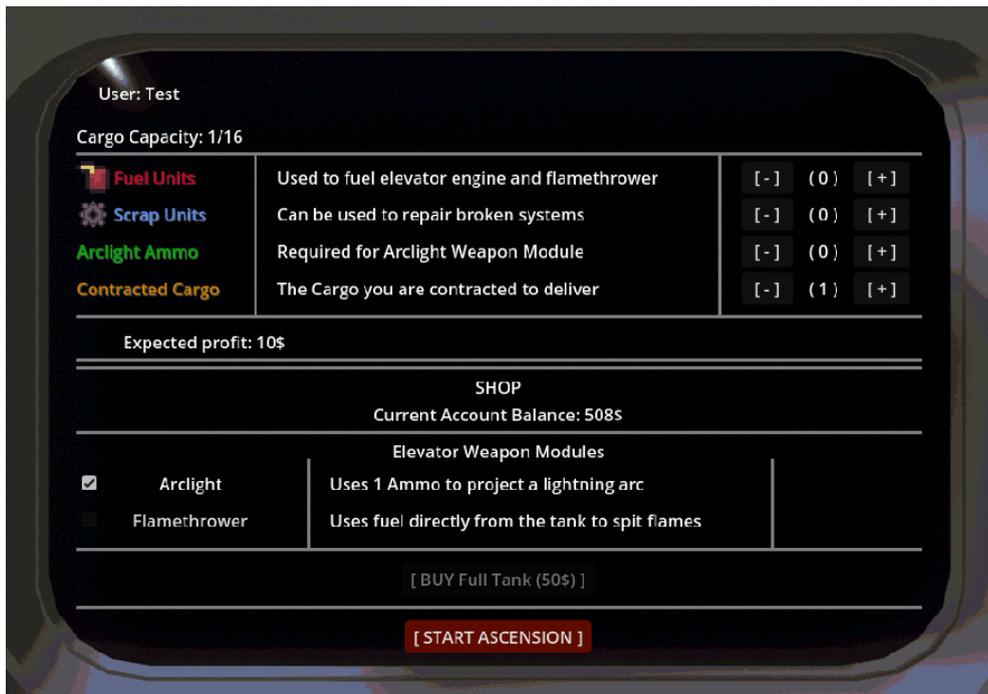 User: Test
Cargo Capacity: 1/16
Fuel Units Used to fuel elevator engine and flamethrower [-] (0) [+]
Scrap Units Can be used to repair broken systems [-] (0) [+]
Arclight Ammo Required for Arclight Weapon Module [-] (0) [+]
Contracted Cargo The Cargo you are contracted to deliver [-] (1) [+]
Expected profit: 10$
SHOP
Current Account Balance: 508$
Elevator Weapon Modules
Arclight Uses 1 Ammo to project a lightning arc
Flamethrower Uses fuel directly from the tank to spit flames
[ BUY Full Tank (50$) ]
[ START ASCENSION ]